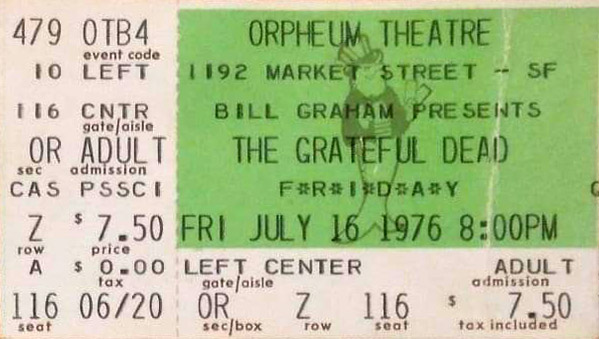 479 OTB4
event code
10 LEFT
116 CNTR
gate/aisle
OR ADULT
sec admission
CAS PSSCI
Z $ 7.50
row price
A $ 0.00
tax
116 06/20
seat
ORPHEUM THEATRE
1192 MARKET STREET - SF
BILL GRAHAM PRESENTS
THE GRATEFUL DEAD
F*R*I*D*A*Y
FRI JULY 16 1976 8:00PM
LEFT CENTER ADULT
gate/aisle admission
OR Z 116 $ 7.50
sec/box row seat tax included